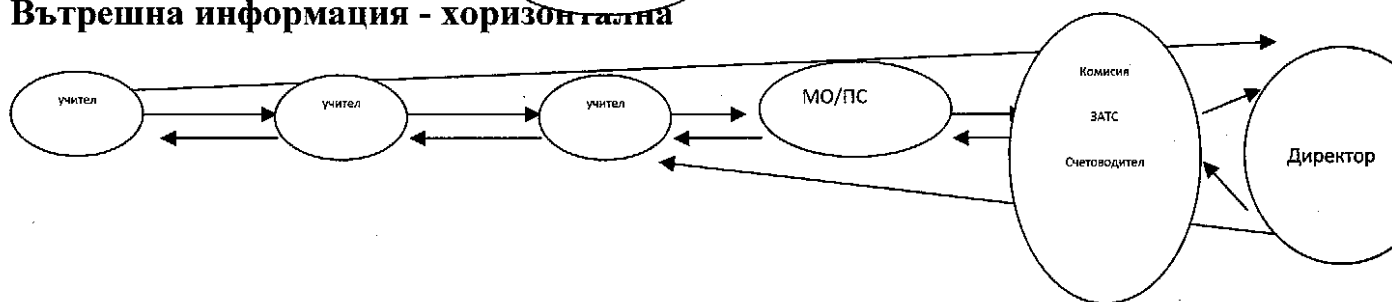 Вътрешна информация - хоризонтална
учител
учител
учител
МО/ПС
Комисия
ЗАТС
Счетоводител
Директор